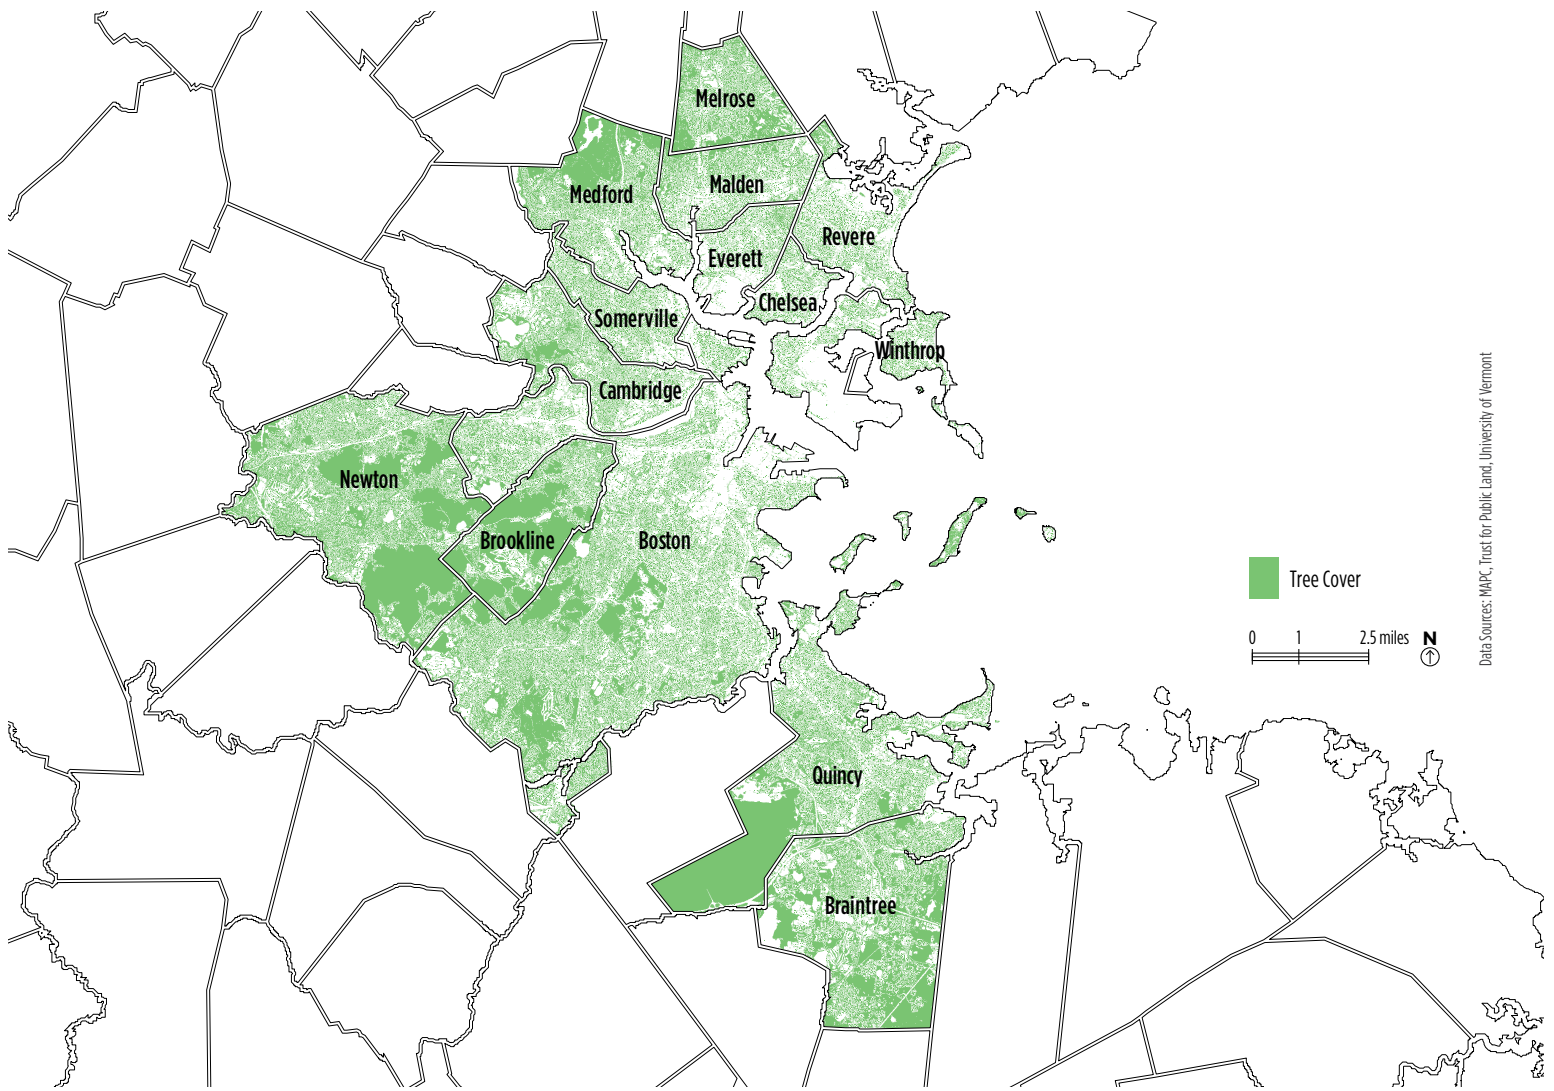 Melrose
Medford
Malden
Revere
Everett
Chelsea
Somerville
Winthrop
Cambridge
Newton
Brookline
Boston
Quincy
Braintree
Tree Cover
0 1 2.5 miles N
Data Sources: MAPC, Trust for Public Land, University of Vermont